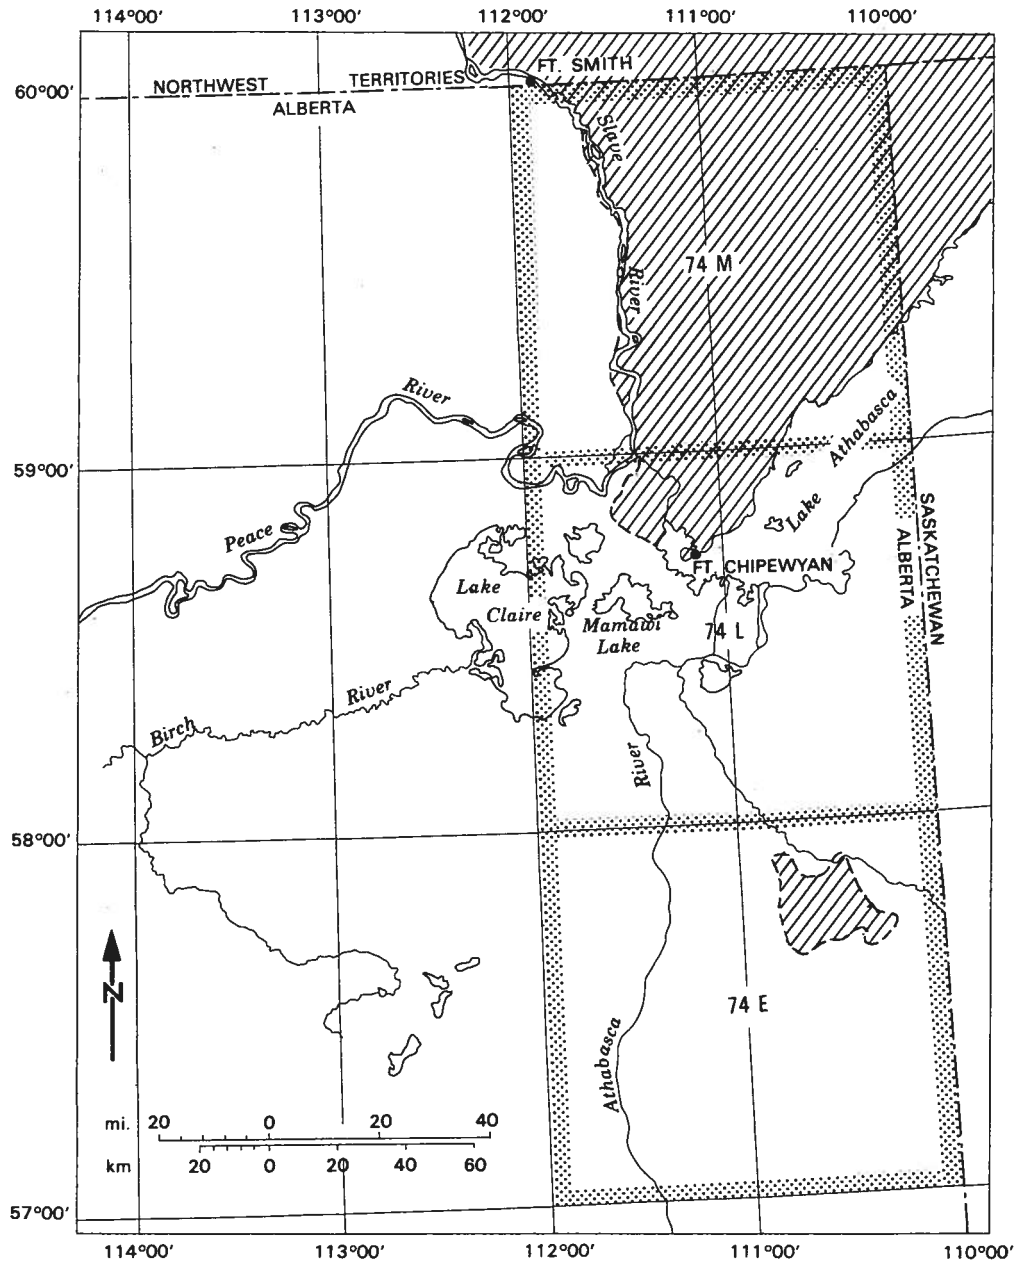 114°00' 113°00' 112°00' 111°00' 110°00'
FT. SMITH
NORTHWEST TERRITORIES
60°00'
ALBERTA
Slave
River
74 M
River
Athabasca
Lake
59°00'
Peace
SASKATCHEWAN
ALBERTA
FT. CHIPEWYAN
Lake
Claire
Mamawi
Lake
74 L
River
Birch
River
58°00'
N
74 E
Athabasca
mi. 20 0 20 40
km 20 0 20 40 60
57°00'
114°00' 113°00' 112°00' 111°00' 110°00'